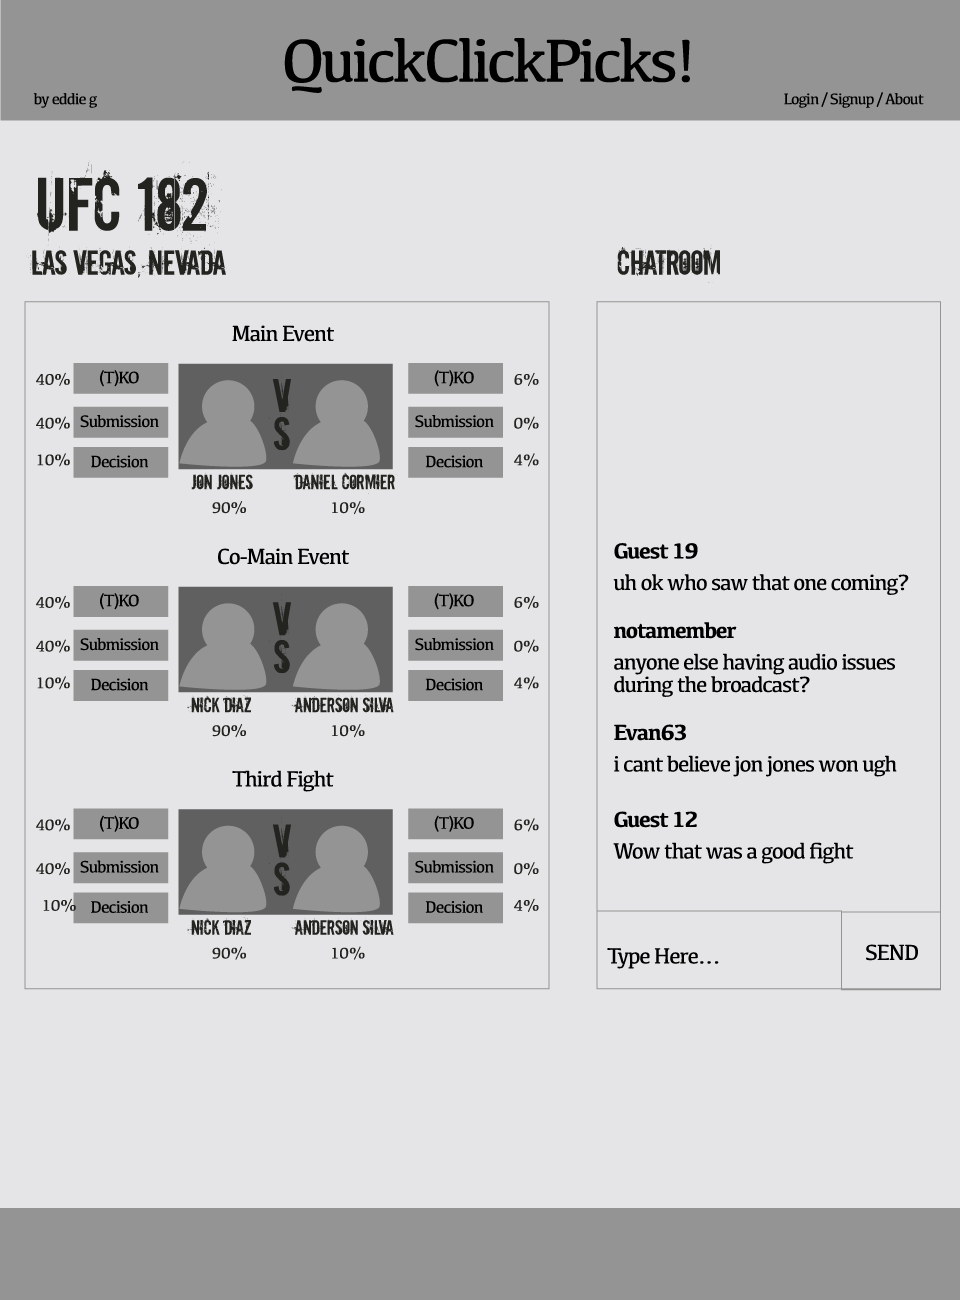 QuickClickPicks!
by eddie g
Login / Signup / About
UFC 182
LAS VEGAS, NEVADA
Main Event
40% (T)KO
(T)KO 6%
40% Submission
Submission 0%
10% Decision
Decision 4%
VS
JON JONES DANIEL CORMIER
90% 10%
Co-Main Event
40% (T)KO
(T)KO 6%
40% Submission
Submission 0%
10% Decision
Decision 4%
VS
NICK DIAZ ANDERSON SILVA
90% 10%
Third Fight
40% (T)KO
(T)KO 6%
40% Submission
Submission 0%
10% Decision
Decision 4%
VS
NICK DIAZ ANDERSON SILVA
90% 10%
CHATROOM
Guest 19
uh ok who saw that one coming?
notamember
anyone else having audio issues
during the broadcast?
Evan63
i cant believe jon jones won ugh
Guest 12
Wow that was a good fight
Type Here...
SEND